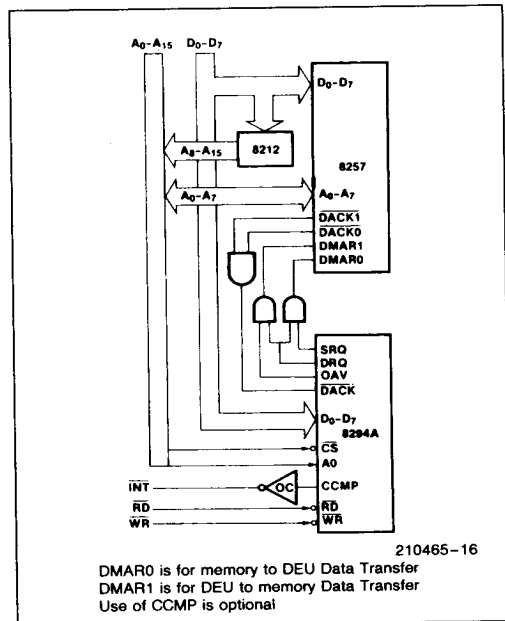 A0–A15 D0–D7
D0–D7
8212
A8–A15
8257
A0–A7
A0–A7
DACK1
DACK0
DMAR1
DMAR0
SRQ
DRQ
OAV
DACK
D0–D7
8294A
CS
A0
INT
OC
CCMP
RD
RD
WR
WR
210465–16
DMAR0 is for memory to DEU Data Transfer
DMAR1 is for DEU to memory Data Transfer
Use of CCMP is optional